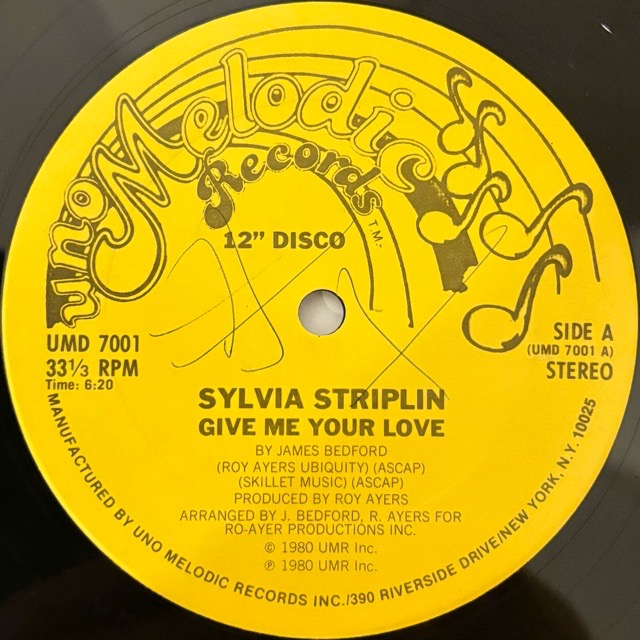 Uno Melodic
Records T.M.
12" DISCO
UMD 7001
33⅓ RPM
Time: 6:20
SIDE A
(UMD 7001 A)
STEREO
SYLVIA STRIPLIN
GIVE ME YOUR LOVE
BY JAMES BEDFORD
(ROY AYERS UBIQUITY) (ASCAP)
(SKILLET MUSIC) (ASCAP)
PRODUCED BY ROY AYERS
ARRANGED BY J. BEDFORD, R. AYERS FOR
RO-AYER PRODUCTIONS INC.
© 1980 UMR Inc.
℗ 1980 UMR Inc.
MANUFACTURED BY UNO MELODIC RECORDS INC./390 RIVERSIDE DRIVE/NEW YORK, N.Y. 10025